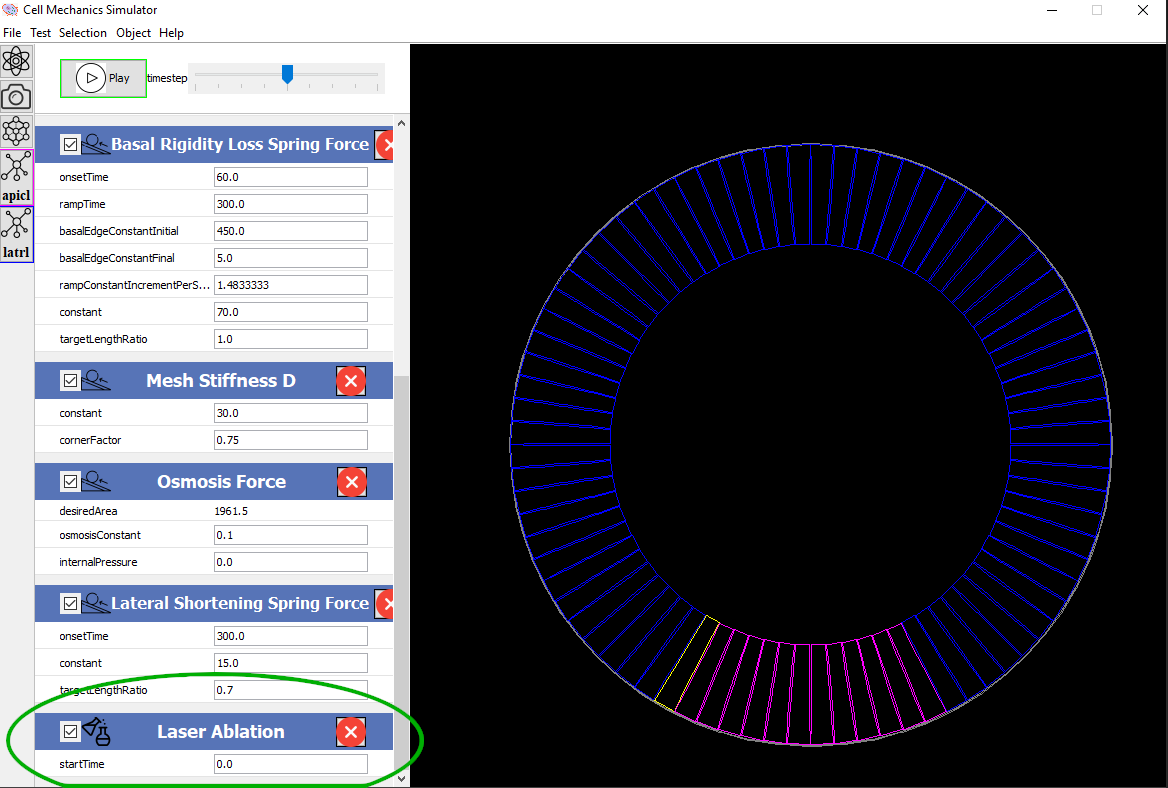 Cell Mechanics Simulator
File Test Selection Object Help
Play timestep
apicl
latrl
Basal Rigidity Loss Spring Force
onsetTime 60.0
rampTime 300.0
basalEdgeConstantInitial 450.0
basalEdgeConstantFinal 5.0
rampConstantIncrementPerS... 1.4833333
constant 70.0
targetLengthRatio 1.0
Mesh Stiffness D
constant 30.0
cornerFactor 0.75
Osmosis Force
desiredArea 1961.5
osmosisConstant 0.1
internalPressure 0.0
Lateral Shortening Spring Force
onsetTime 300.0
constant 15.0
targetLengthRatio 0.7
Laser Ablation
startTime 0.0